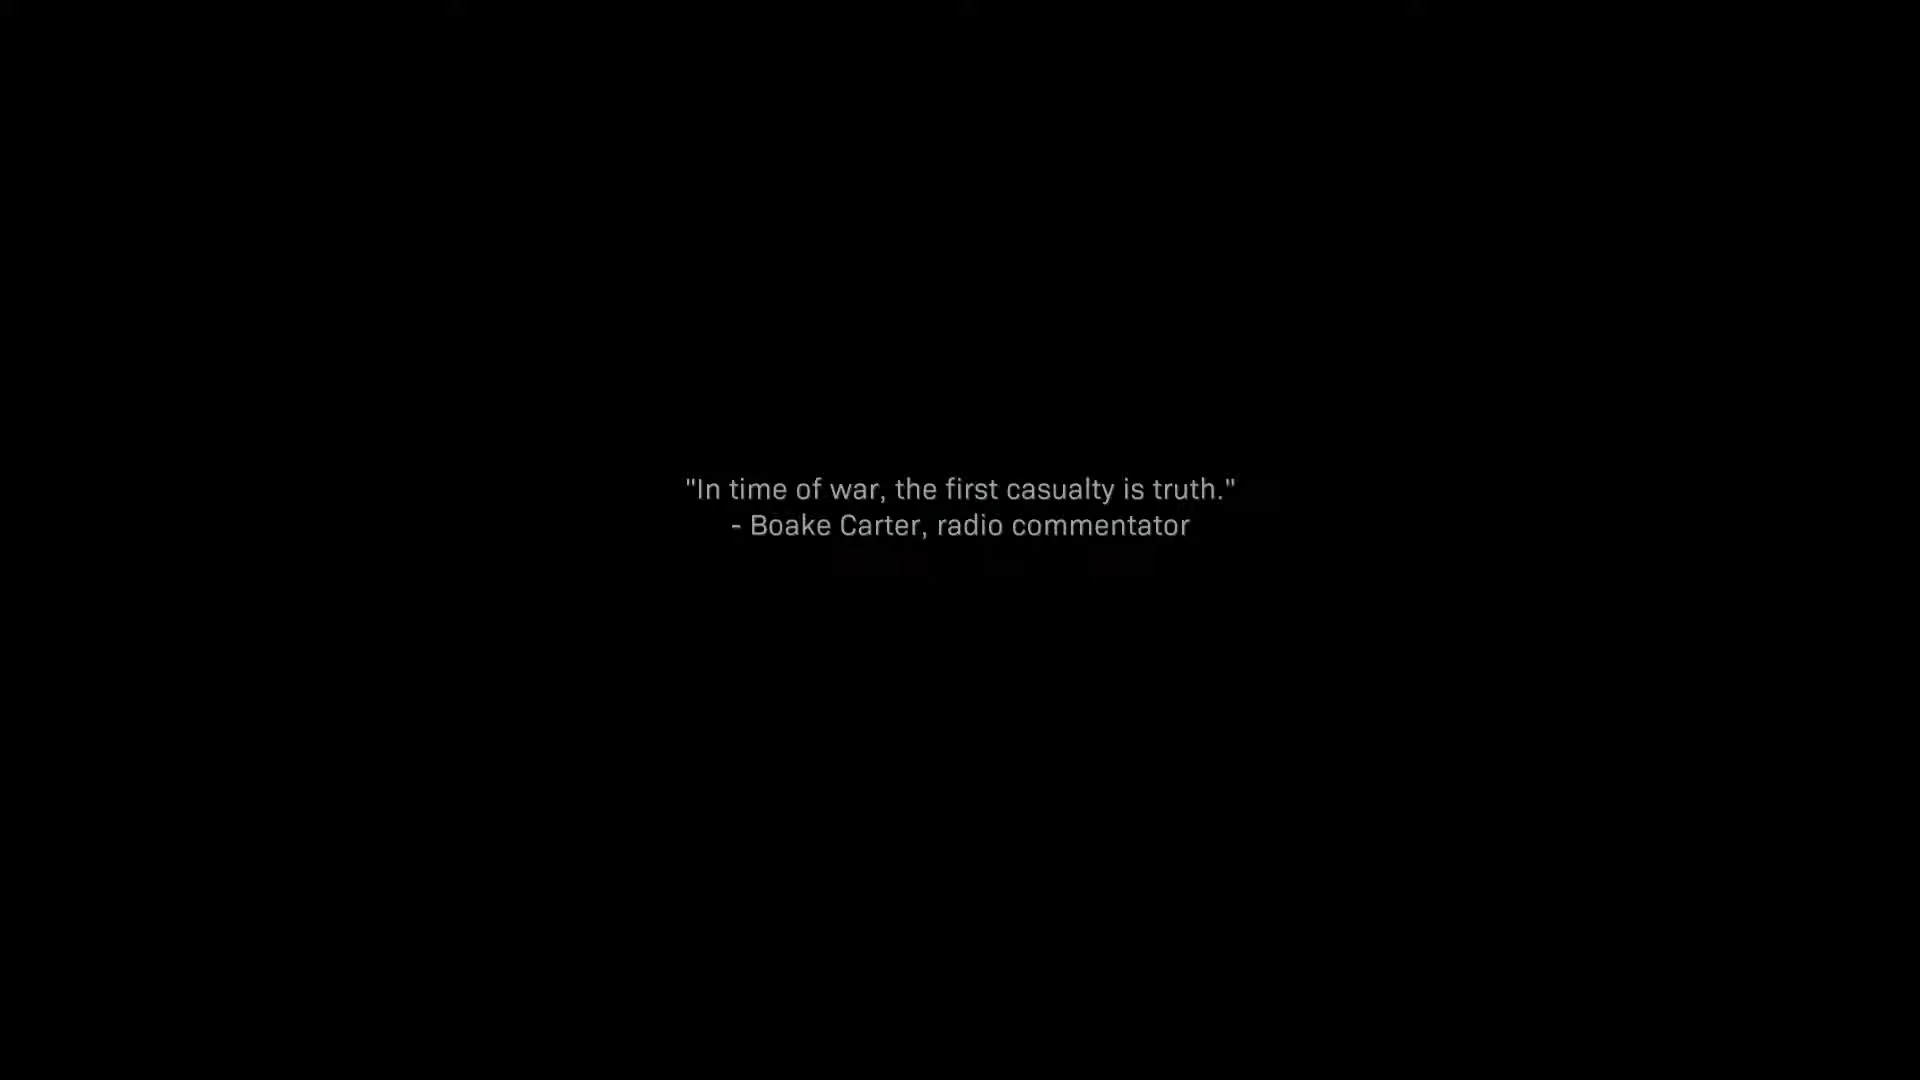 "In time of war, the first casualty is truth."
- Boake Carter, radio commentator